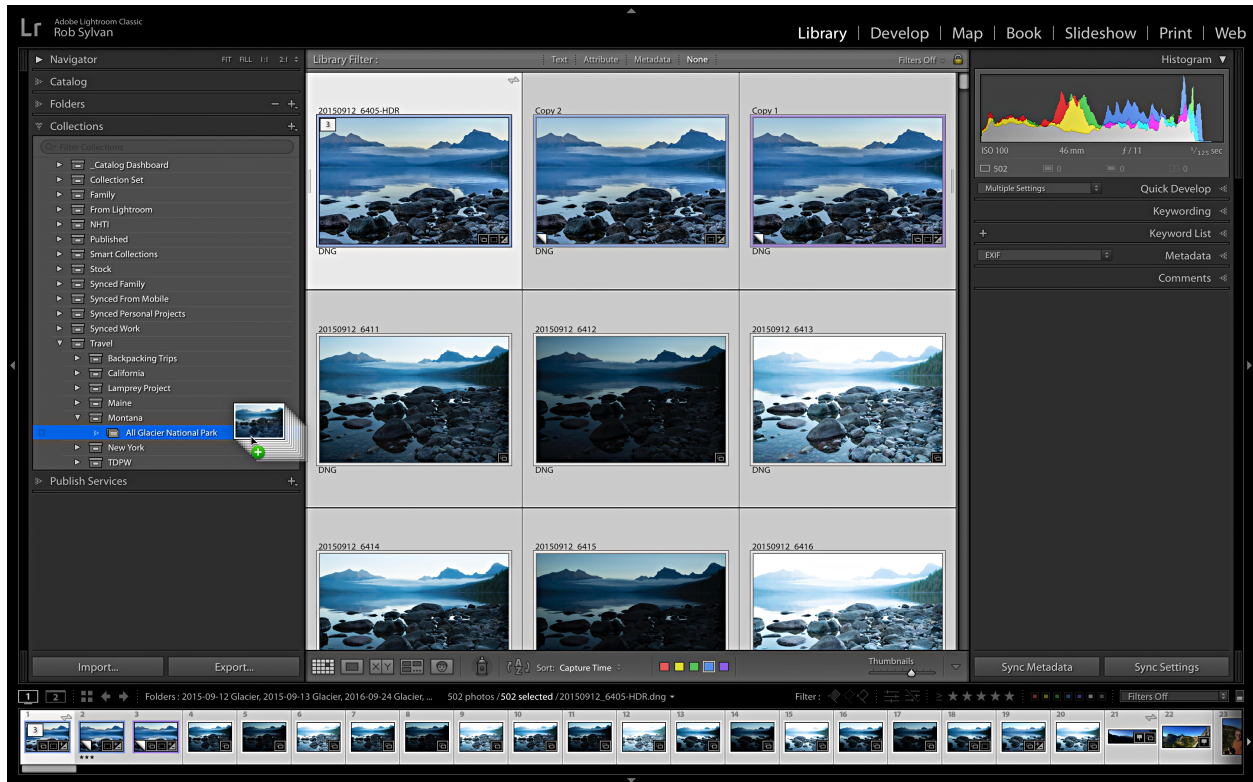 Lr Adobe Lightroom Classic
Rob Sylvan
Library | Develop | Map | Book | Slideshow | Print | Web
Navigator FIT FILL 1:1 2:1
Catalog
Folders
Collections
Filter Collections
_Catalog Dashboard
Collection Set
Family
From Lightroom
NHTI
Published
Smart Collections
Stock
Synced Family
Synced From Mobile
Synced Personal Projects
Synced Work
Travel
Backpacking Trips
California
Lamprey Project
Maine
Montana
All Glacier National Park
New York
TDPW
Publish Services
Import... Export...
Library Filter : Text Attribute Metadata None Filters Off
20150912_6405-HDR Copy 2 Copy 1
3
DNG DNG DNG
20150912_6411 20150912_6412 20150912_6413
DNG DNG DNG
20150912_6414 20150912_6415 20150912_6416
Sort: Capture Time Thumbnails
Histogram
ISO 100 46 mm ƒ / 11 1/125 sec
502 0 0 0
Multiple Settings Quick Develop
Keywording
+ Keyword List
EXIF Metadata
Comments
Sync Metadata Sync Settings
1 2 Folders : 2015-09-12 Glacier, 2015-09-13 Glacier, 2016-09-24 Glacier, ... 502 photos / 502 selected / 20150912_6405-HDR.dng Filter : ≥ ★★★★★ Filters Off
1 2 3 4 5 6 7 8 9 10 11 12 13 14 15 16 17 18 19 20 21 22 23
3
★★★